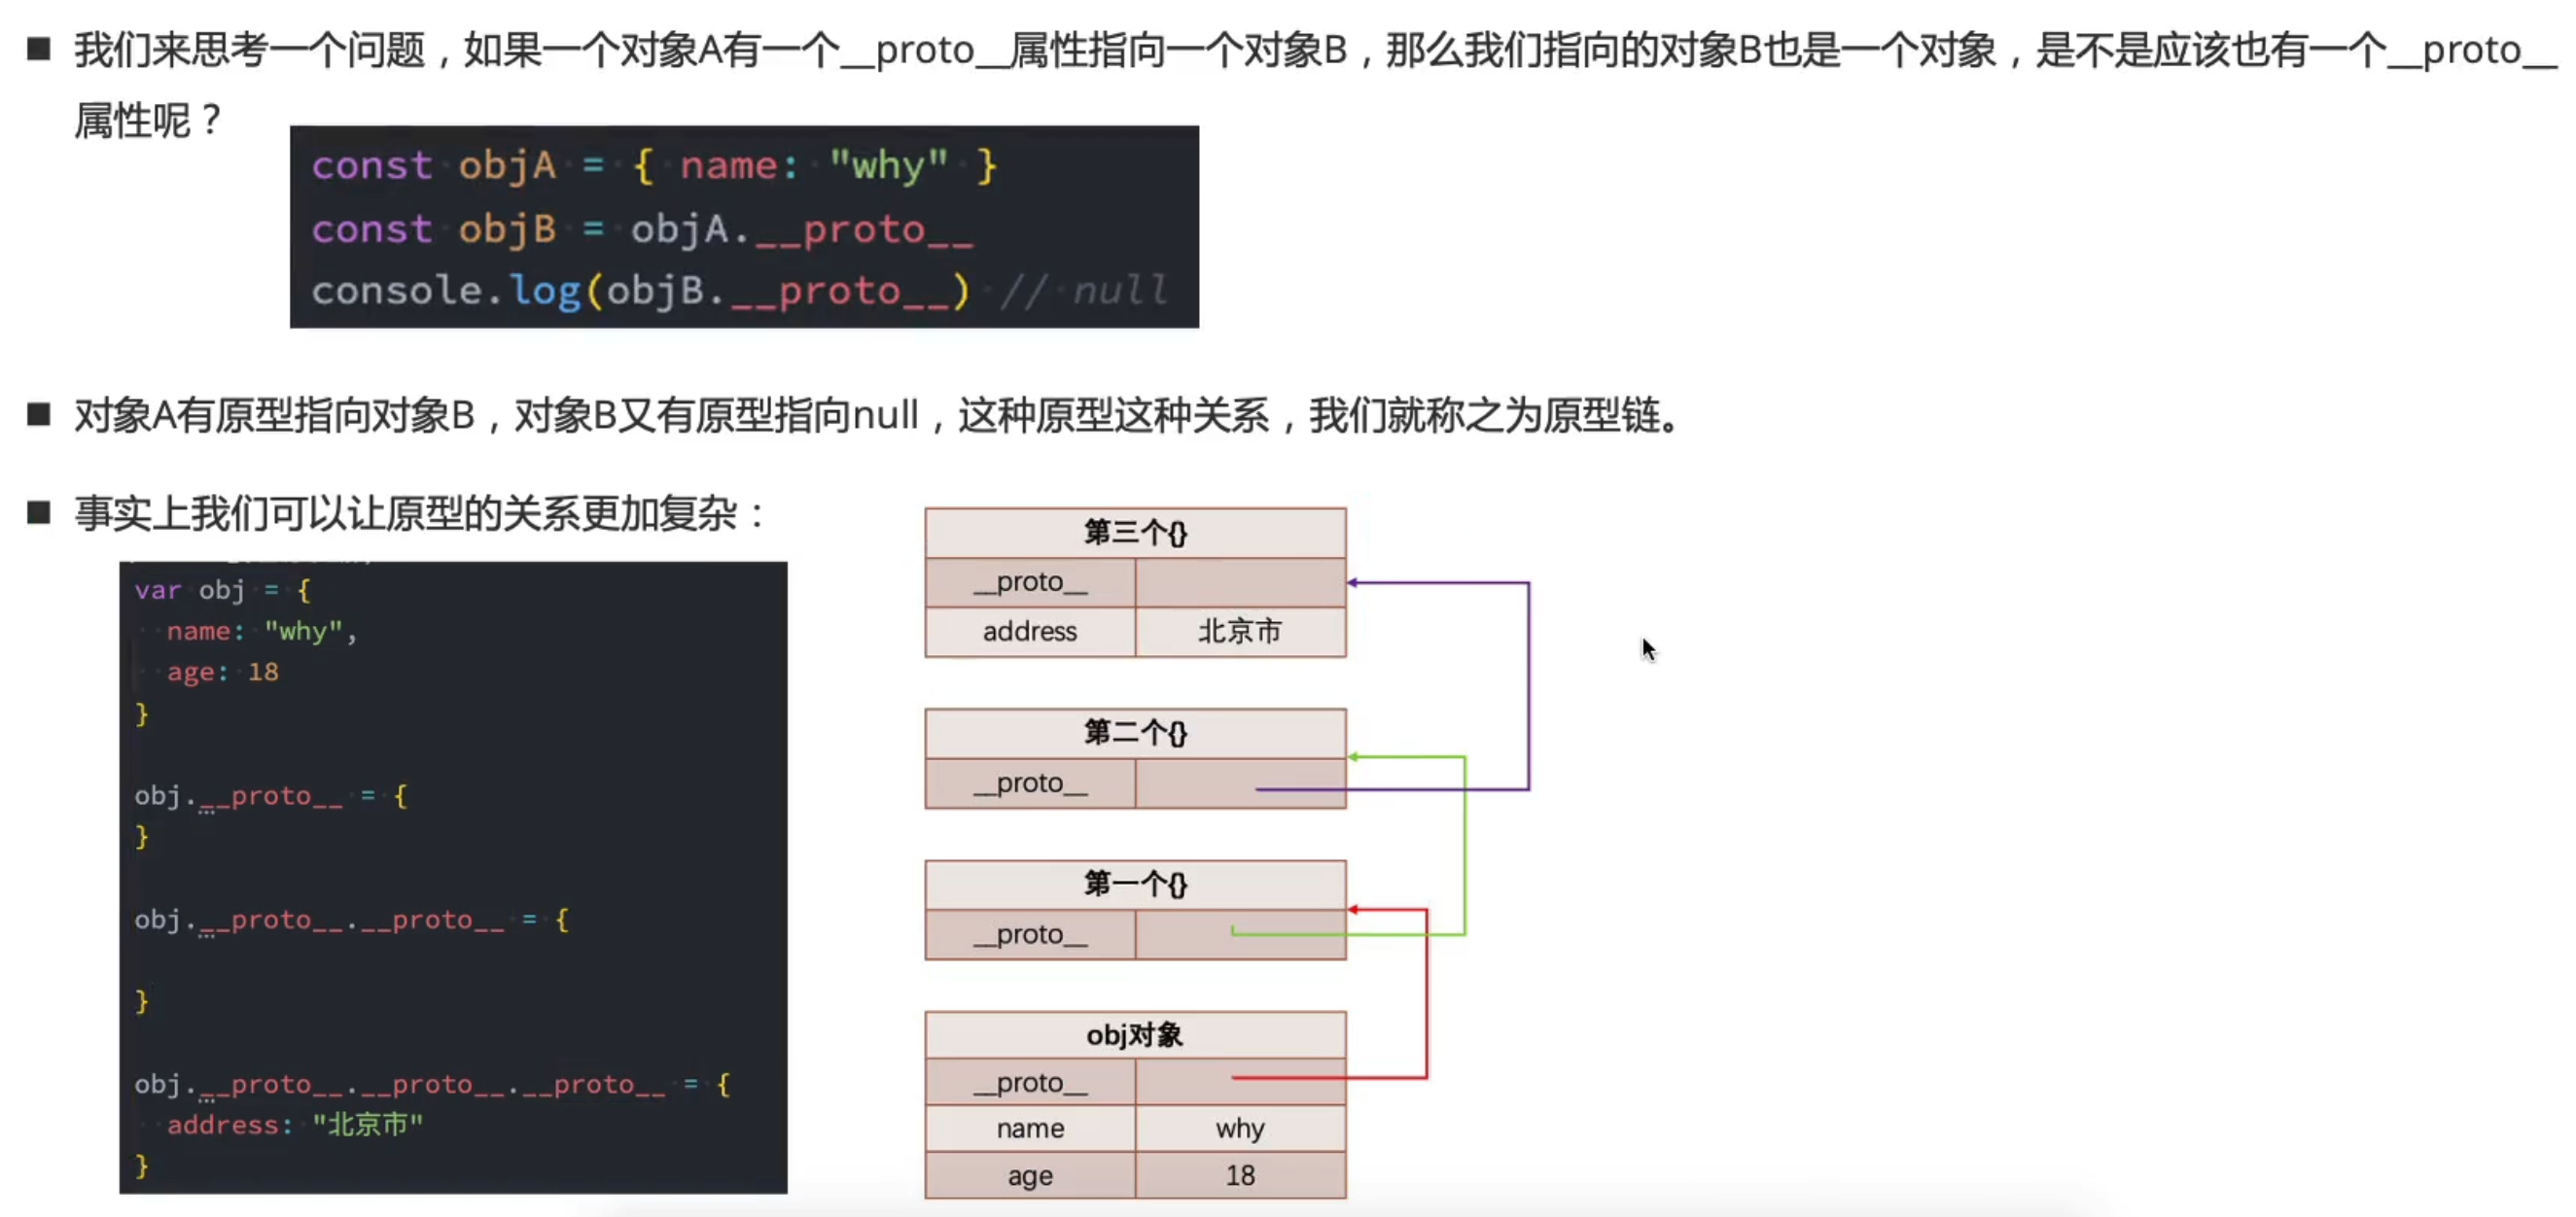 我们来思考一个问题，如果一个对象A有一个__proto__属性指向一个对象B，那么我们指向的对象B也是一个对象，是不是应该也有一个__proto__
属性呢？
const objA = { name: "why" }
const objB = objA.__proto__
console.log(objB.__proto__) // null
对象A有原型指向对象B，对象B又有原型指向null，这种原型这种关系，我们就称之为原型链。
事实上我们可以让原型的关系更加复杂：
var obj = {
name: "why",
age: 18
}
obj.__proto__ = {
}
obj.__proto__.__proto__ = {
}
obj.__proto__.__proto__.__proto__ = {
address: "北京市"
}
第三个{}
__proto__
address 北京市
第二个{}
__proto__
第一个{}
__proto__
obj对象
__proto__
name why
age 18